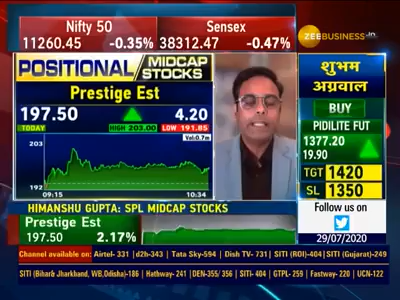 Nifty 50
11260.45 -0.35%
Sensex
38312.47 -0.47%
ZEEBUSINESS
POSITIONAL
MIDCAP
STOCKS
Prestige Est
197.50 4.20
TODAY HIGH 203.00 LOW 191.85
Vol:0.7m
203
192
09:15 10:34
शुभम
अग्रवाल
BUY
PIDILITE FUT
1377.20
19.90
TGT 1420
SL 1350
HIMANSHU GUPTA: SPL MIDCAP STOCKS
Prestige Est
197.50 2.17%
Follow us on
29/07/2020
Channel available on: Airtel- 331 | d2h-343 | Tata Sky-594 | Dish TV- 731 | SITI (ROI)-404 | SITI (Gujarat)-249
SITI (Bihar& Jharkhand, WB,Odisha)-186 | Hathway- 241 | DEN-355/ 356 | SITI- 404 | GTPL- 259 | Fastway- 220 | UCN-122